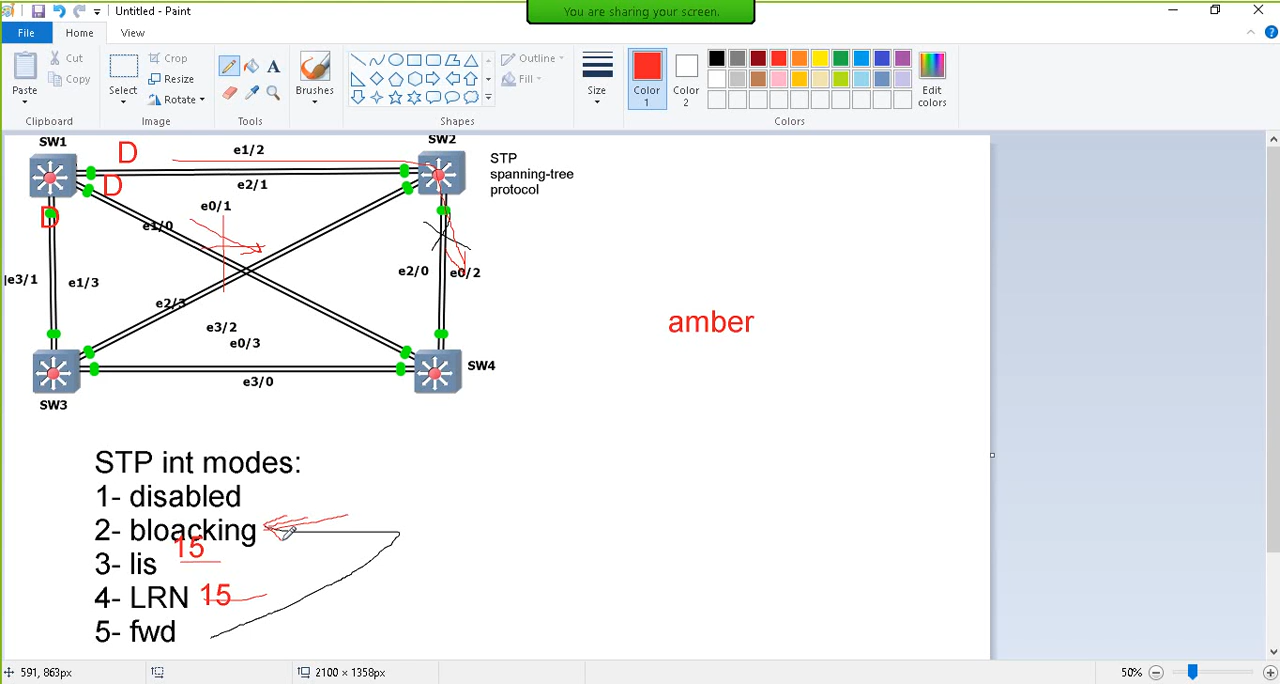 You are sharing your screen.
Untitled - Paint
File
Home
View
Paste
Cut
Copy
Clipboard
Select
Crop
Resize
Rotate
Image
A
Tools
Brushes
Shapes
Outline
Fill
Size
Color 1
Color 2
Edit colors
Colors
SW1
D
e1/2
SW2
STP
spanning-tree
protocol
D
e2/1
D
e0/1
e1/0
e3/1
e1/3
e2/0
e0/2
e2/3
e3/2
e0/3
amber
e3/0
SW4
SW3
STP int modes:
1- disabled
2- bloacking
3- lis
15
4- LRN
15
5- fwd
591, 863px
2100 × 1358px
50%